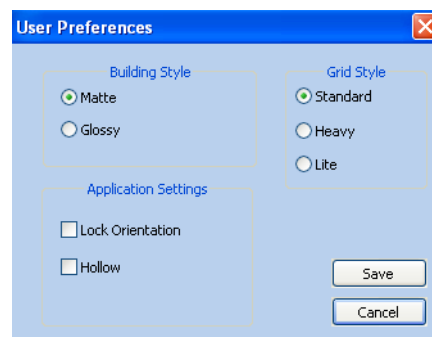 User Preferences
Building Style
Matte
Glossy
Grid Style
Standard
Heavy
Lite
Application Settings
Lock Orientation
Hollow
Save
Cancel